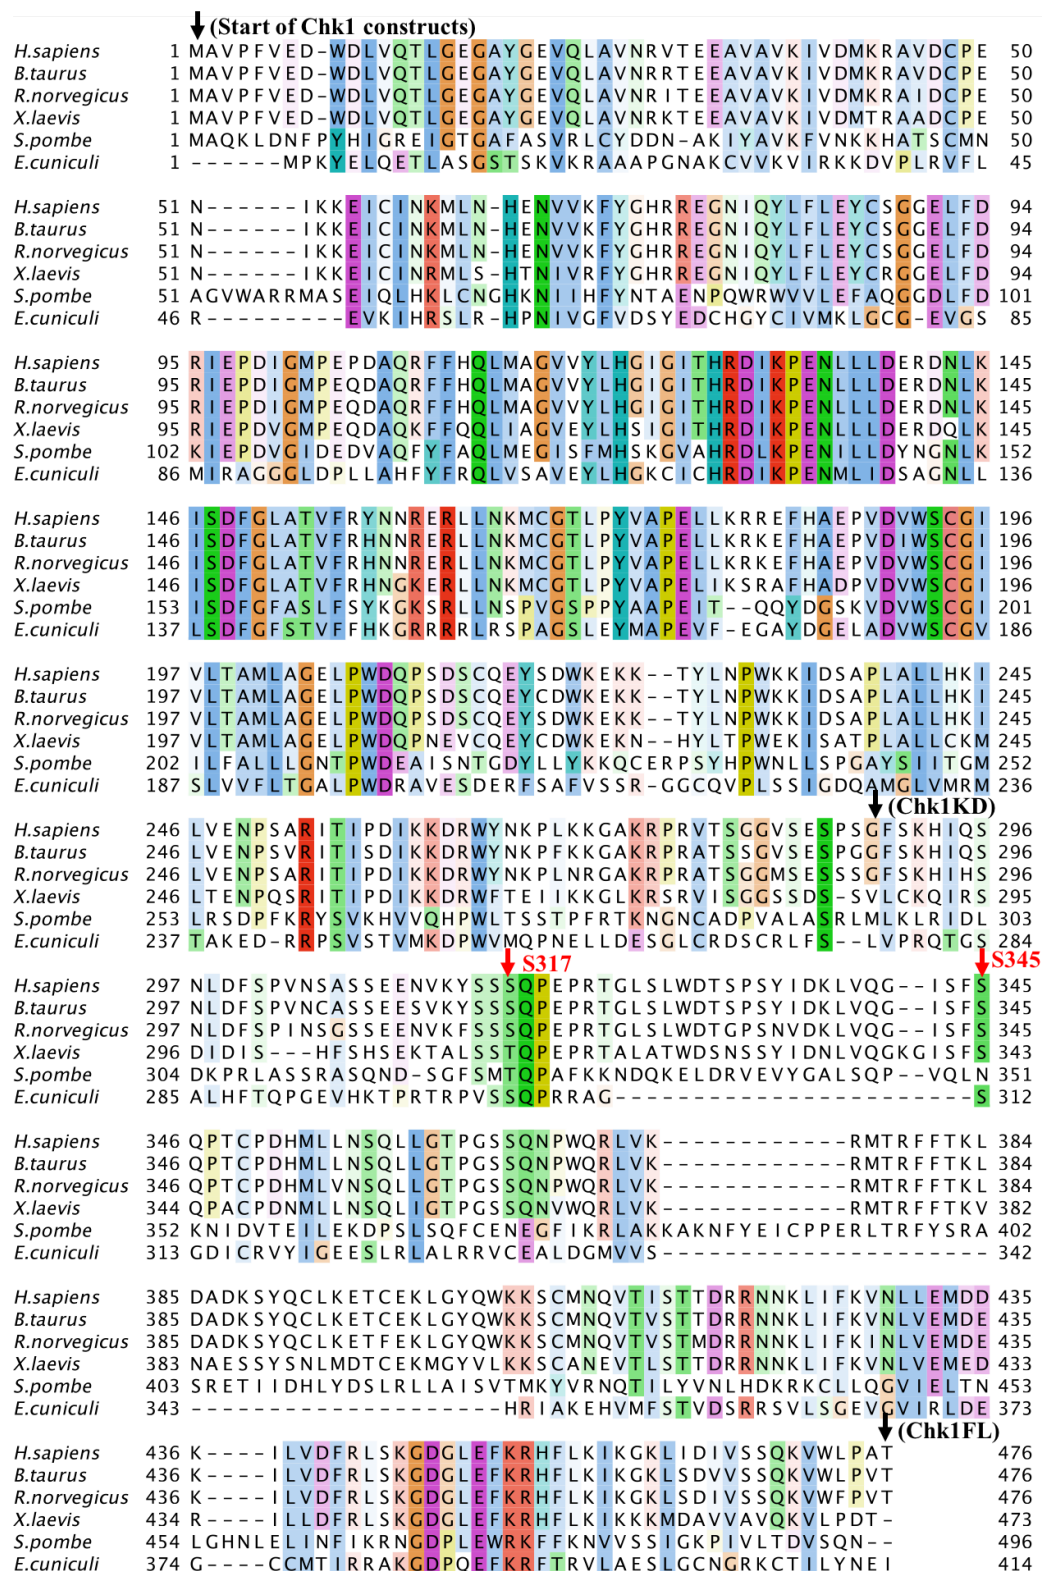 (Start of Chk1 constructs)
H.sapiens 1 MAVPFVED-WDLVQTLGEGAYGEVQLAVNRVTEEAVAVKIVDMKRAVDCPE 50
B.taurus 1 MAVPFVED-WDLVQTLGEGAYGEVQLAVNRRTEEAVAVKIVDMKRAVDCPE 50
R.norvegicus 1 MAVPFVED-WDLVQTLGEGAYGEVQLAVNRITEEAVAVKIVDMKRAIDCPE 50
X.laevis 1 MAVPFVED-WDLVQTLGEGAYGEVQLAVNRKTEEAVAVKIVDMTRAADCPE 50
S.pombe 1 MAQKLDNFPYHIGREIGTGAFASVRLCYDDN-AKIYAVKFVNKKHATSCMN 50
E.cuniculi 1 ------MPKYELQETLASGSTSKVKRAAAPGNAKCVVKVIRKKDVPLRVFL 45
H.sapiens 51 N------IKKEICINKMLN-HENVVKFYGHRREGNIQYLFLEYCSGGELFD 94
B.taurus 51 N------IKKEICINKMLN-HENVVKFYGHRREGNIQYLFLEYCSGGELFD 94
R.norvegicus 51 N------IKKEICINKMLN-HENVVKFYGHRREGNIQYLFLEYCSGGELFD 94
X.laevis 51 N------IKKEICINRMLS-HTNIVRFYGHRREGNIQYLFLEYCRGGELFD 94
S.pombe 51 AGVWARRMASEIQLHKLCNGHKNIIHFYNTAENPQWRWVVLEFAQGGDLFD 101
E.cuniculi 46 R---------EVKIHRSLR-HPNIVGFVDSYEDCHGYCIVMKLGCG-EVGS 85
H.sapiens 95 RIEPDIGMPEPDAQRFFHQLMAGVVYLHGIGITHRDIKPENLLLDERDNLK 145
B.taurus 95 RIEPDIGMPEQDAQRFFHQLMAGVVYLHGIGITHRDIKPENLLLDERDNLK 145
R.norvegicus 95 RIEPDIGMPEQDAQRFFHQLMAGVVYLHGIGITHRDIKPENLLLDERDNLK 145
X.laevis 95 RIEPDVGMPEQDAQKFFQQLIAGVEYLHSIGITHRDIKPENLLLDERDQLK 145
S.pombe 102 KIEPDVGIDEDVAQFYFAQLMEGISFMHSKGVAHRDLKPENILLDYNGNLK 152
E.cuniculi 86 MIRAGGGLDPLLAHFYFRQLVSAVEYLHGKCICHRDIKPENMLIDSAGNLL 136
H.sapiens 146 ISDFGLATVFRYNNRERLLNKMCGTLPYVAPELLKRREFHAEPVDVWSCGI 196
B.taurus 146 ISDFGLATVFRHNNRERLLNKMCGTLPYVAPELLKRKEFHAEPVDIWSCGI 196
R.norvegicus 146 ISDFGLATVFRHNNRERLLNKMCGTLPYVAPELLKRKEFHAEPVDVWSCGI 196
X.laevis 146 ISDFGLATVFRHNGKERLLNKMCGTLPYVAPELIKSRAFHADPVDVWSCGI 196
S.pombe 153 ISDFGFASLFSYKGKSRLLNSPVGSPPYAAPEIT--QQYDGSKVDVWSCGI 201
E.cuniculi 137 LSDFGFSTVFFHKGRRRRLRSPAGSLEYMAPEVF-EGAYDGELADVWSCGV 186
H.sapiens 197 VLTAMLAGELPWDQPSDSCQEYSDWKEKK--TYLNPWKKIDSAPLALLHKI 245
B.taurus 197 VLTAMLAGELPWDQPSDSCQEYCDWKEKK--TYLNPWKKIDSAPLALLHKI 245
R.norvegicus 197 VLTAMLAGELPWDQPSDSCQEYSDWKEKK--TYLNPWKKIDSAPLALLHKI 245
X.laevis 197 VLTAMLAGELPWDQPNEVCQEYCDWKEKN--HYLTPWEKISATPLALLCKM 245
S.pombe 202 ILFALLLGNTPWDEAISNTGDYLLYKKQCERPSYHPWNLLSPGAYSIITGM 252
E.cuniculi 187 SLVVFLTGALPWDRAVESDERFSAFVSSR-GGCQVPLSSIGDQAMGLVMRM 236
(Chk1KD)
H.sapiens 246 LVENPSARITIPDIKKDRWYNKPLKKGAKRPRVTSGGVSESPSGFSKHIQS 296
B.taurus 246 LVENPSVRITISDIKKDRWYNKPFKKGAKRPRATSSGVSESPGGFSKHIQS 296
R.norvegicus 246 LVENPSARITIPDIKKDRWYNKPLNRGAKRPRATSGGMSESSSGFSKHIHS 296
X.laevis 246 LTENPQSRITIPDIKKDRWFTEIIKKGLKRSRVISGGSSDS-SVLCKQIRS 295
S.pombe 253 LRSDPFKRYSVKHVVQHPWLTSSTPFRTKNGNCADPVALASRLMLKLRIDL 303
E.cuniculi 237 TAKED-RRPSVSTVMKDPWVMQPNELLDESGLCRDSCRLFS--LVPRQTGS 284
S317
S345
H.sapiens 297 NLDFSPVNSASSEENVKYSSSQPEPRTGLSLWDTSPSYIDKLVQG--ISFS 345
B.taurus 297 NLDFSPVNCASSEESVKYSSSQPEPRTGLSLWDTSPSYIDKLVQG--ISFS 345
R.norvegicus 297 NLDFSPINSGSSEENVKFSSSQPEPRTGLSLWDTGPSNVDKLVQG--ISFS 345
X.laevis 296 DIDIS---HFSHSEKTALSSTQPEPRTALATWDSNSSYIDNLVQGKGISFS 343
S.pombe 304 DKPRLASSRASQND-SGFSMTQPAFKKNDQKELDRVEVYGALSQP--VQLN 351
E.cuniculi 285 ALHFTQPGEVHKTPRTRPVSSQPRRAG-----------------------S 312
H.sapiens 346 QPTCPDHMLLNSQLLGTPGSSQNPWQRLVK------------RMTRFFTKL 384
B.taurus 346 QPTCPDHMLLNSQLLGTPGSSQNPWQRLVK------------RMTRFFTKL 384
R.norvegicus 346 QPTCPDHMLVNSQLLGTPGSSQNPWQRLVK------------RMTRFFTKL 384
X.laevis 344 QPACPDNMLLNSQLIGTPGSSQNVWQRLVK------------RMTRFFTKV 382
S.pombe 352 KNIDVTEILEKDPSLSQFCENEGFIKRLAKKAKNFYEICPPERLTRFYSRA 402
E.cuniculi 313 GDICRVYIGEESLRLALRRVCEALDGMVVS--------------------- 342
H.sapiens 385 DADKSYQCLKETCEKLGYQWKKSCMNQVTISTTDRRNNKLIFKVNLLEMDD 435
B.taurus 385 DADKSYQCLKETCEKLGYQWKKSCMNQVTVSTTDRRNNKLIFKVNLVEMDE 435
R.norvegicus 385 DADKSYQCLKETFEKLGYQWKKSCMNQVTVSTMDRRNNKLIFKINLVEMDE 435
X.laevis 383 NAESSYSNLMDTCEKMGYVLKKSCANEVTLSTTDRRNNKLIFKVNLVEMED 433
S.pombe 403 SRETIIDHLYDSLRLLAISVTMKYVRNQTILYVNLHDKRKCLLQGVIELTN 453
E.cuniculi 343 --------------------HRIAKEHVMFSTVDSRRSVLSGEVGVIRLDE 373
(Chk1FL)
H.sapiens 436 K----ILVDFRLSKGDGLEFKRHFLKIKGKLIDIVSSQKVWLPAT 476
B.taurus 436 K----ILVDFRLSKGDGLEFKRHFLKIKGKLSDVVSSQKVWLPVT 476
R.norvegicus 436 K----ILVDFRLSKGDGLEFKRHFLKIKGKLSDIVSSQKVWFPVT 476
X.laevis 434 R----ILLDFRLSKGDGLEFKRHFLKIKKKMDAVVAVQKVLPDT- 473
S.pombe 454 LGHNLELINFIKRNGDPLEWRKFFKNVVSSIGKPIVLTDVSQN-- 496
E.cuniculi 374 G----CCMTIRRAKGDPQEFKRFTRVLAESLGCNGRKCTILYNEI 414